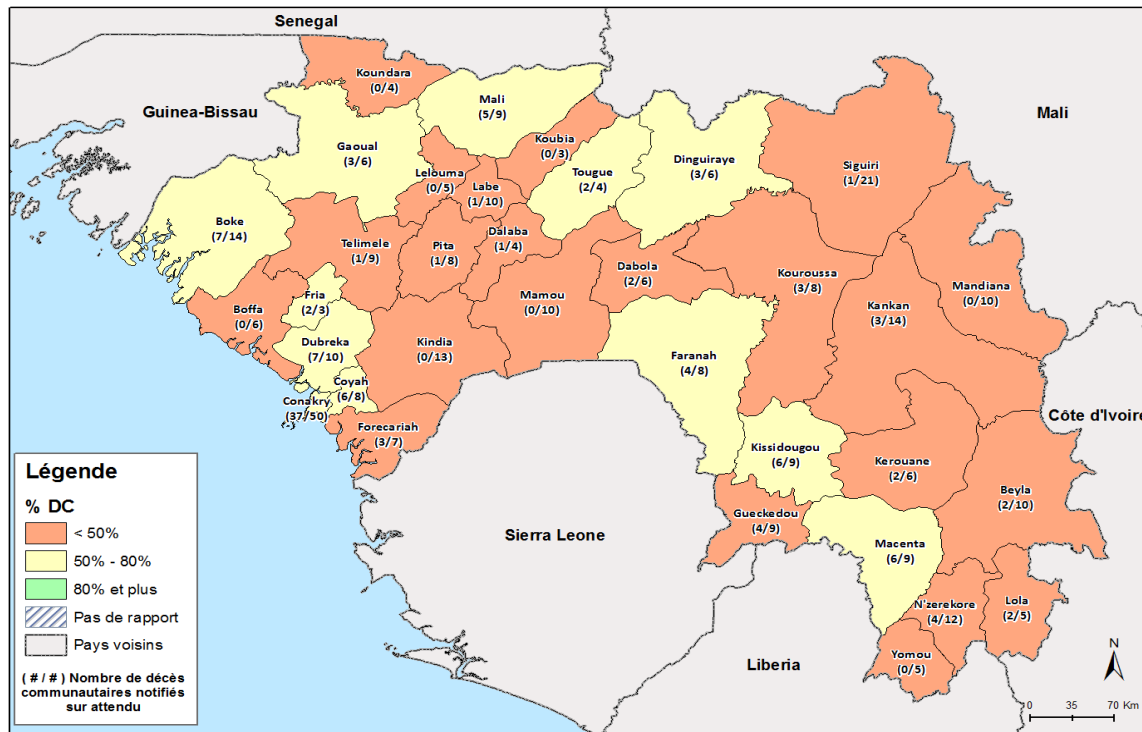 Senegal
Koundara
(0/4)
Guinea-Bissau
Mali
(5/9)
Mali
Koubia
(0/3)
Gaoual
(3/6)
Dinguiraye
(3/6)
Siguiri
(1/21)
Lelouma
(0/5)
Tougue
(2/4)
Labe
(1/10)
Boke
(7/14)
Telimele
(1/9)
Pita
(1/8)
Dalaba
(1/4)
Dabola
(2/6)
Kouroussa
(3/8)
Mandiana
(0/10)
Fria
(2/3)
Mamou
(0/10)
Kankan
(3/14)
Boffa
(0/6)
Dubreka
(7/10)
Kindia
(0/13)
Faranah
(4/8)
Coyah
(6/8)
Conakry
(37/50)
Côte d'Ivoire
Forecariah
(3/7)
Kissidougou
(6/9)
Kerouane
(2/6)
Beyla
(2/10)
Gueckedou
(4/9)
Sierra Leone
Macenta
(6/9)
N'zerekore
(4/12)
Lola
(2/5)
Yomou
(0/5)
Liberia
Légende
% DC
< 50%
50% - 80%
80% et plus
Pas de rapport
Pays voisins
( # / # ) Nombre de décès
communautaires notifiés
sur attendu
N
0 35 70 Km